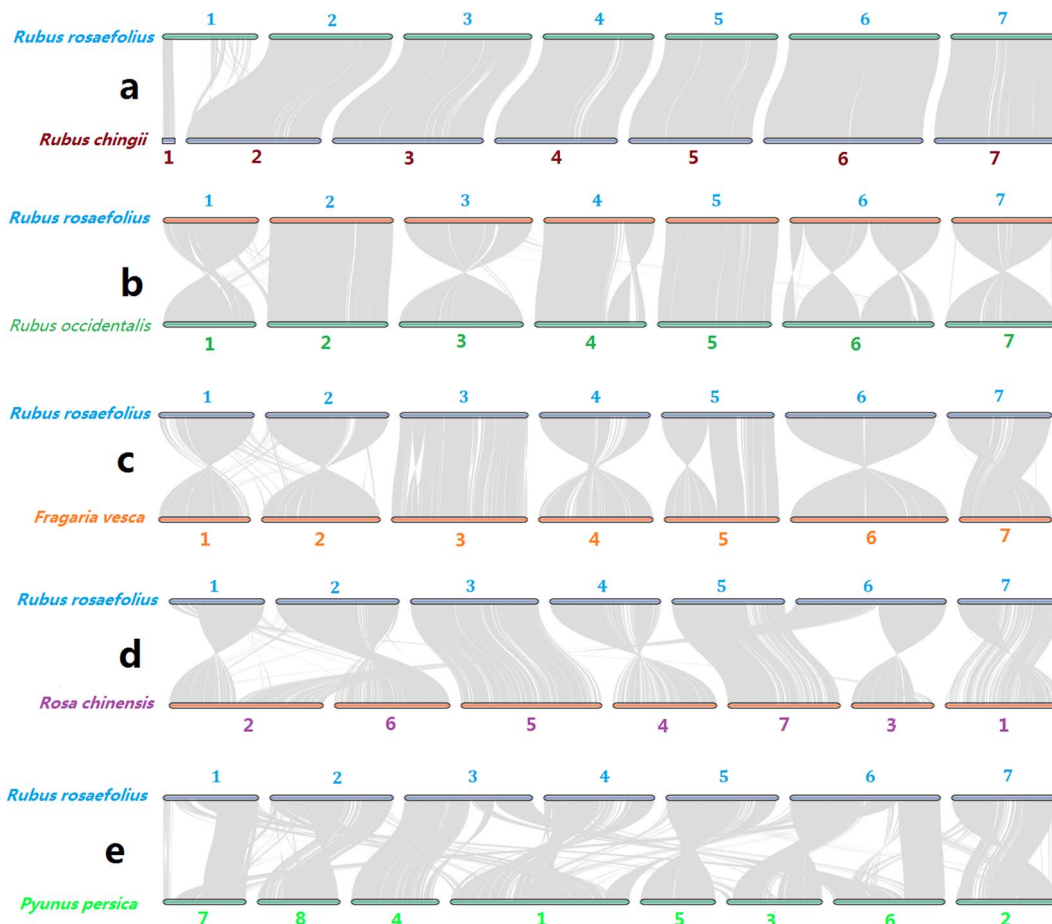 1 2 3 4 5 6 7
Rubus rosaefolius
a
Rubus chingii
1 2 3 4 5 6 7
1 2 3 4 5 6 7
Rubus rosaefolius
b
Rubus occidentalis
1 2 3 4 5 6 7
1 2 3 4 5 6 7
Rubus rosaefolius
c
Fragaria vesca
1 2 3 4 5 6 7
1 2 3 4 5 6 7
Rubus rosaefolius
d
Rosa chinensis
2 6 5 4 7 3 1
1 2 3 4 5 6 7
Rubus rosaefolius
e
Pyunus persica
7 8 4 1 5 3 6 2